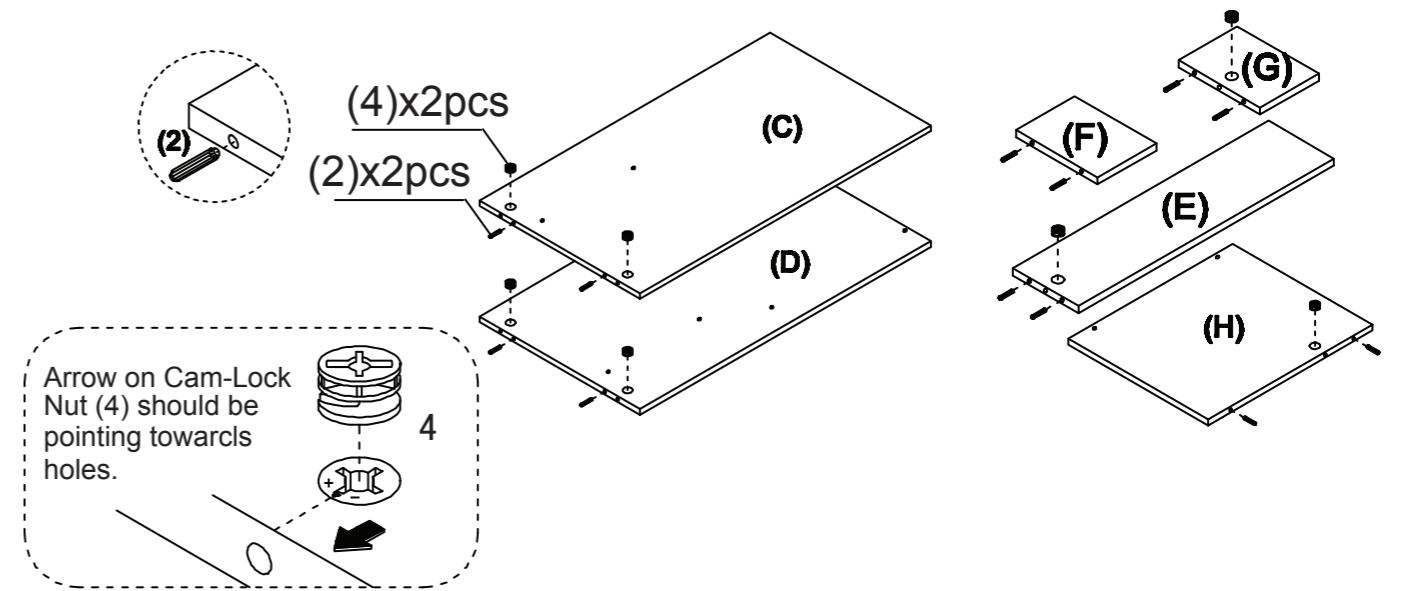 (2)
(4)x2pcs
(2)x2pcs
(C)
(D)
(G)
(F)
(E)
(H)
Arrow on Cam-Lock
Nut (4) should be
pointing towarcls
holes.
4
+
−